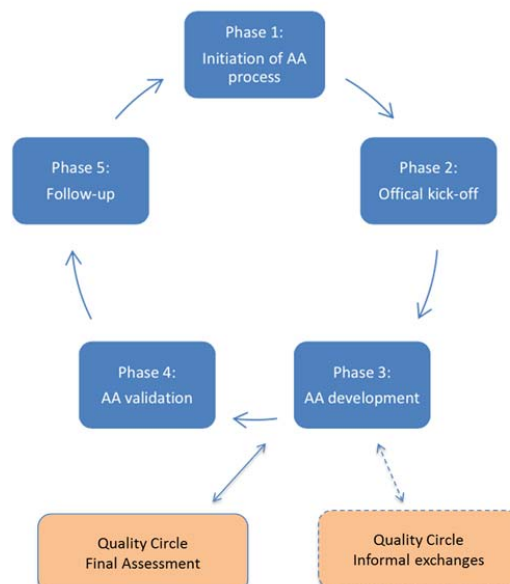 Phase 1:
Initiation of AA
process
Phase 5:
Follow-up
Phase 2:
Offical kick-off
Phase 4:
AA validation
Phase 3:
AA development
Quality Circle
Final Assessment
Quality Circle
Informal exchanges